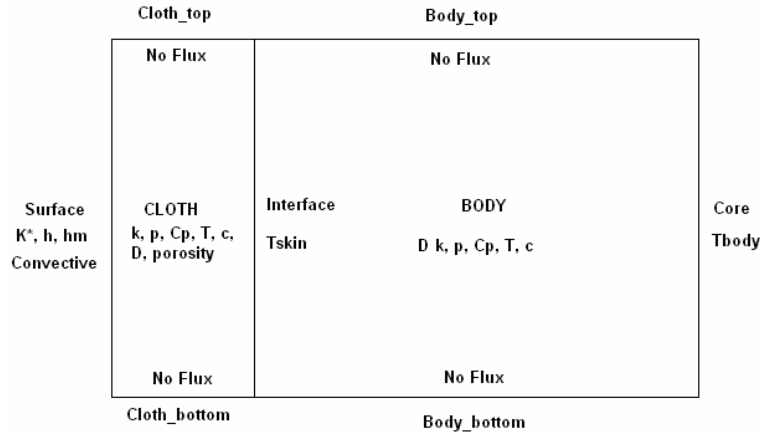 Cloth_top
Body_top
No Flux
No Flux
Surface
K*, h, hm
Convective
CLOTH
k, p, Cp, T, c,
D, porosity
Interface
Tskin
BODY
D k, p, Cp, T, c
Core
Tbody
No Flux
No Flux
Cloth_bottom
Body_bottom